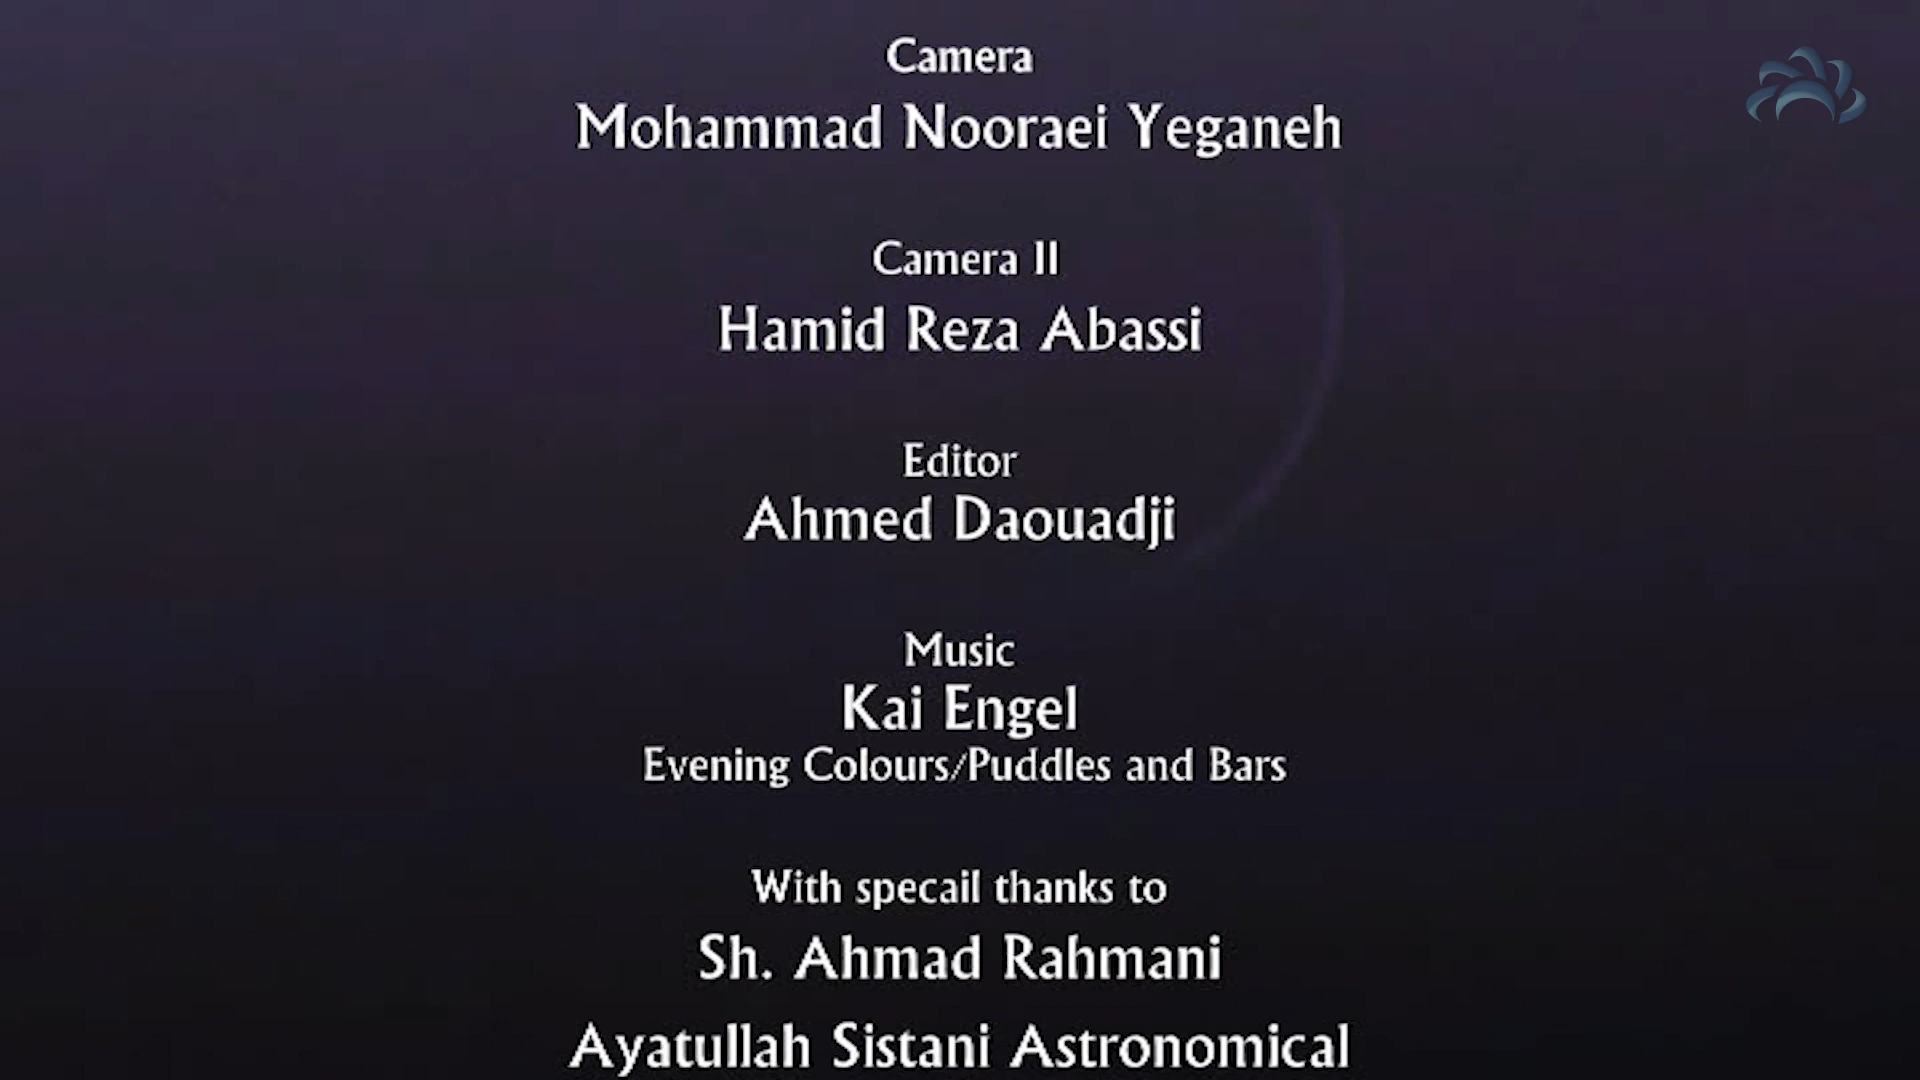 Camera
Mohammad Nooraei Yeganeh
Camera II
Hamid Reza Abassi
Editor
Ahmed Daouadji
Music
Kai Engel
Evening Colours/Puddles and Bars
With specail thanks to
Sh. Ahmad Rahmani
Ayatullah Sistani Astronomical